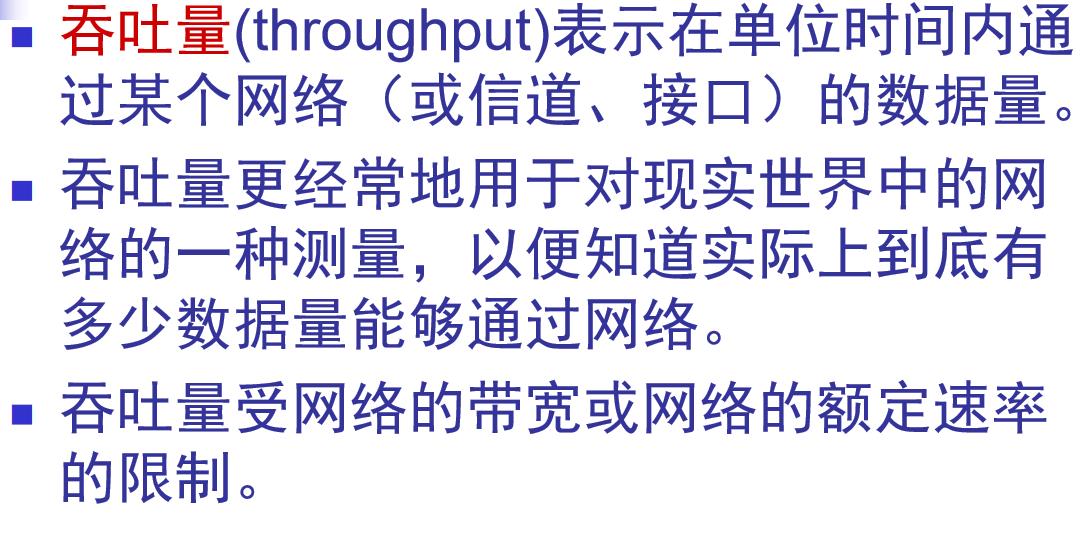 吞吐量(throughput)表示在单位时间内通
过某个网络（或信道、接口）的数据量。
吞吐量更经常地用于对现实世界中的网
络的一种测量，以便知道实际上到底有
多少数据量能够通过网络。
吞吐量受网络的带宽或网络的额定速率
的限制。